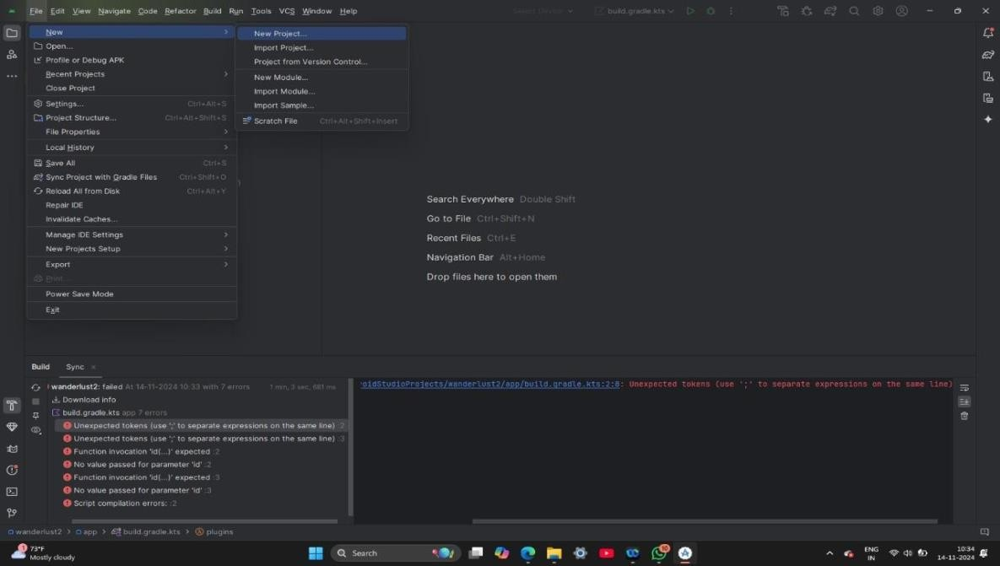 File Edit View Navigate Code Refactor Build Run Tools VCS Window Help Select Device build.gradle.kts
New
Open...
Profile or Debug APK
Recent Projects
Close Project
Settings... Ctrl+Alt+S
Project Structure... Ctrl+Alt+Shift+S
File Properties
Local History
Save All Ctrl+S
Sync Project with Gradle Files Ctrl+Shift+O
Reload All from Disk Ctrl+Alt+Y
Repair IDE
Invalidate Caches...
Manage IDE Settings
New Projects Setup
Export
Print...
Power Save Mode
Exit
New Project...
Import Project...
Project from Version Control...
New Module...
Import Module...
Import Sample...
Scratch File Ctrl+Alt+Shift+Insert
Search Everywhere Double Shift
Go to File Ctrl+Shift+N
Recent Files Ctrl+E
Navigation Bar Alt+Home
Drop files here to open them
Build Sync
wanderlust2: failed At 14-11-2024 10:33 with 7 errors 1 min, 3 sec, 681 ms
Download info
build.gradle.kts app 7 errors
Unexpected tokens (use ';' to separate expressions on the same line) :2
Unexpected tokens (use ';' to separate expressions on the same line) :3
Function invocation 'id(...)' expected :2
No value passed for parameter 'id' :2
Function invocation 'id(...)' expected :3
No value passed for parameter 'id' :3
Script compilation errors: :2
oidStudioProjects/wanderlust2/app/build.gradle.kts:2:8: Unexpected tokens (use ';' to separate expressions on the same line)
wanderlust2 > app > build.gradle.kts > plugins
1
73°F
Mostly cloudy
Search
10
ENG
IN
10:34
14-11-2024